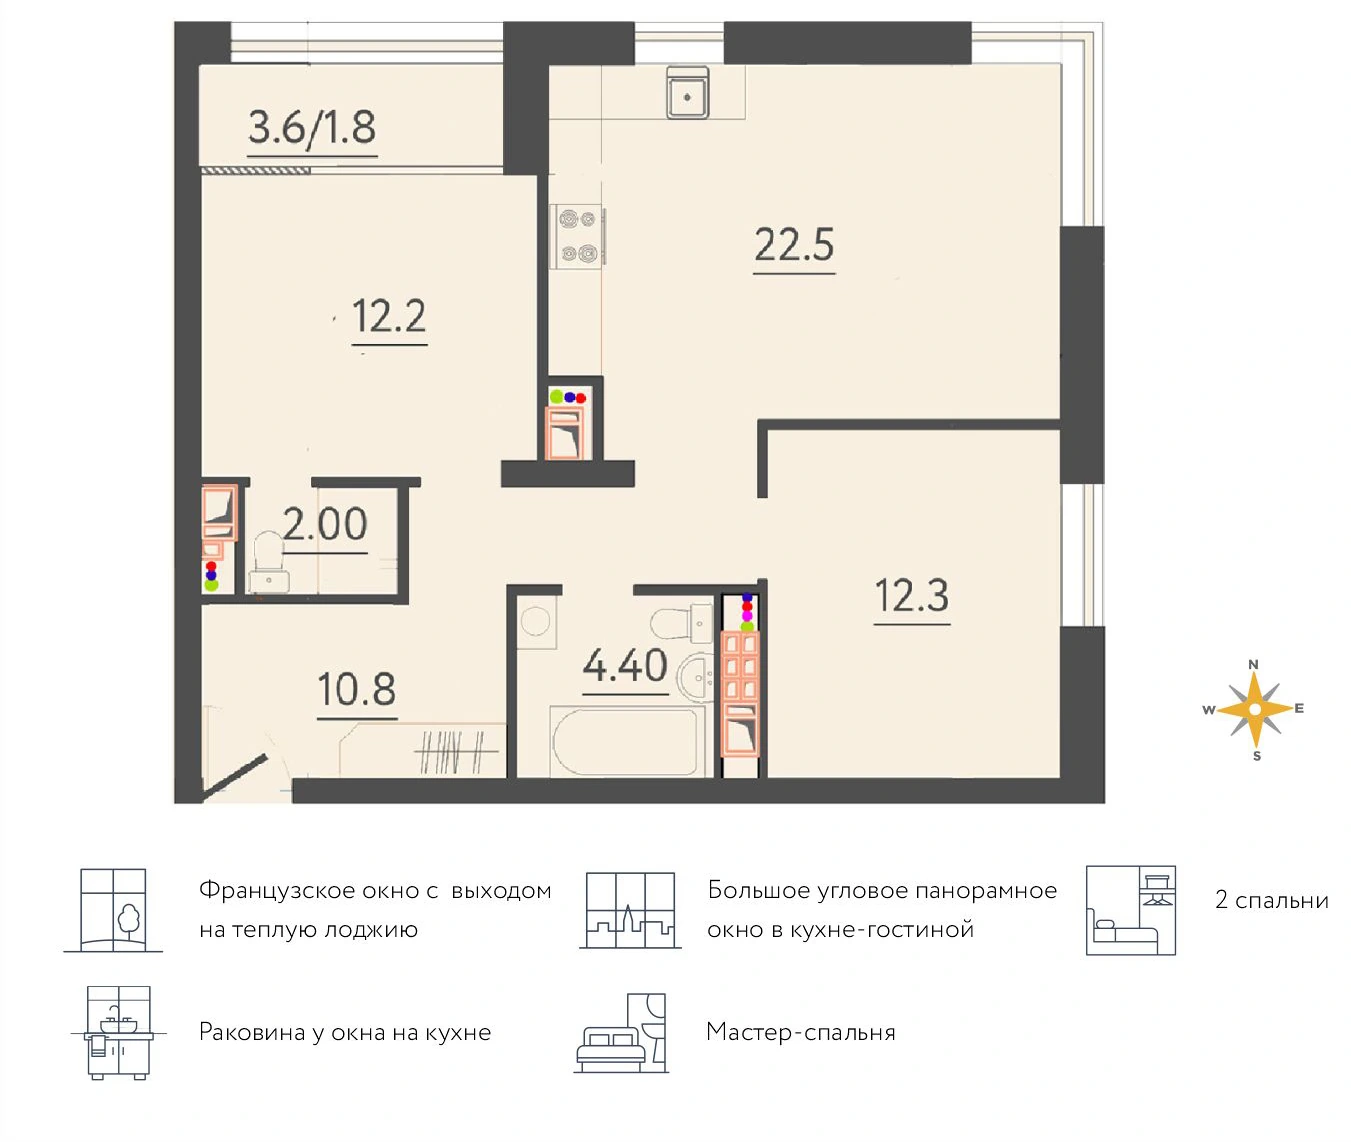 3.6/1.8
22.5
12.2
2.00
12.3
4.40
10.8
N
W
E
S
Французское окно с выходом
на теплую лоджию
Большое угловое панорамное
окно в кухне-гостиной
2 спальни
Раковина у окна на кухне
Мастер-спальня